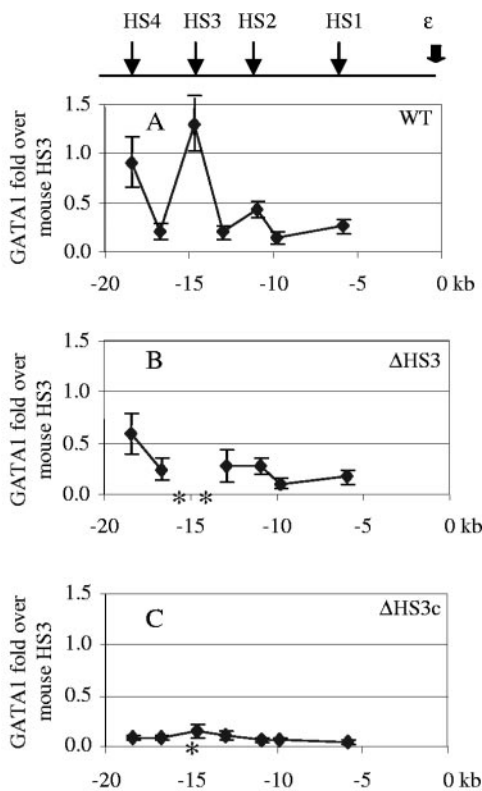 HS4 HS3 HS2 HS1 ε
A WT
GATA1 fold over
mouse HS3
1.5
1.0
0.5
0.0
-20 -15 -10 -5 0 kb
B ΔHS3
GATA1 fold over
mouse HS3
1.5
1.0
0.5
0.0
* *
-20 -15 -10 -5 0 kb
C ΔHS3c
GATA1 fold over
mouse HS3
1.5
1.0
0.5
0.0
*
-20 -15 -10 -5 0 kb